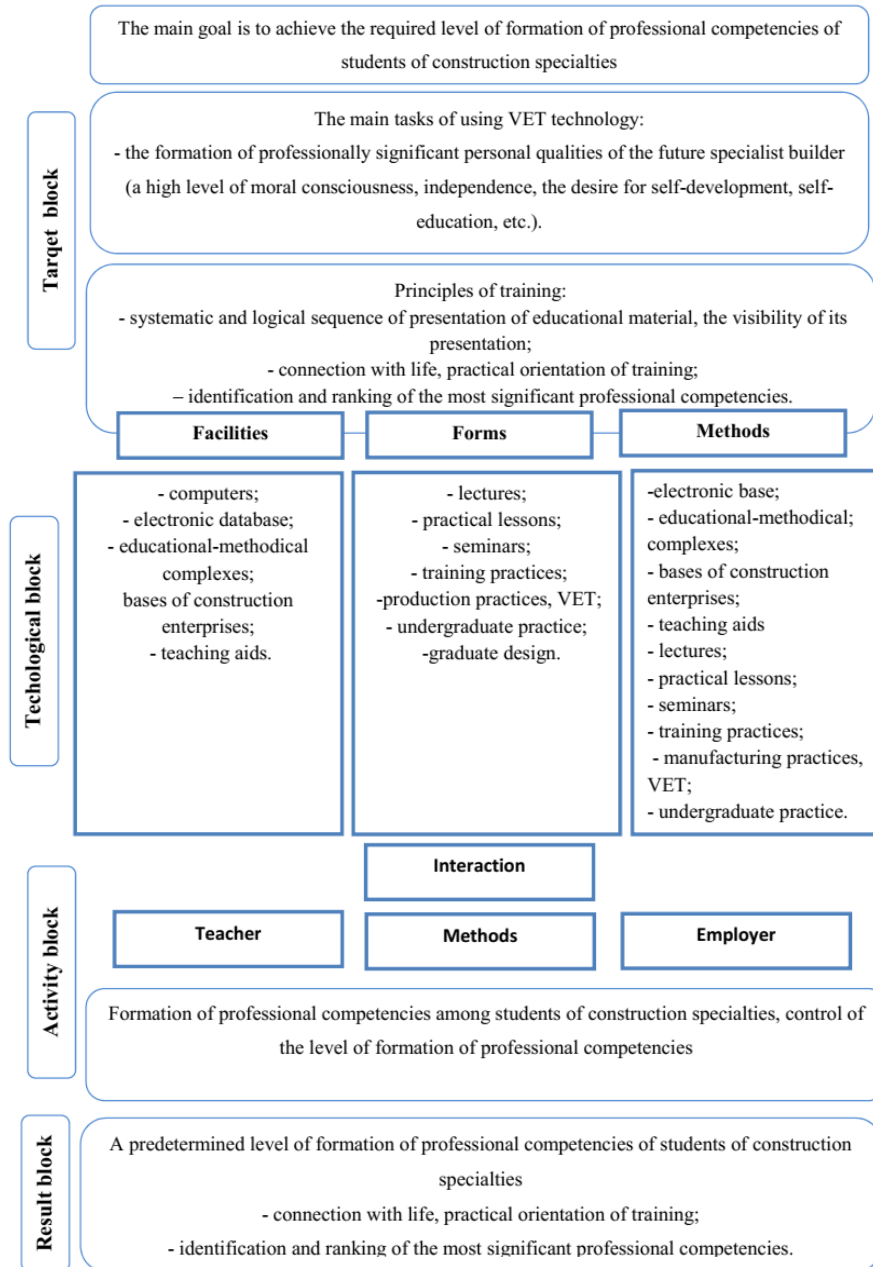 The main goal is to achieve the required level of formation of professional competencies of
students of construction specialties
Tarqet block
The main tasks of using VET technology:
- the formation of professionally significant personal qualities of the future specialist builder
(a high level of moral consciousness, independence, the desire for self-development, self-
education, etc.).
Principles of training:
- systematic and logical sequence of presentation of educational material, the visibility of its
presentation;
- connection with life, practical orientation of training;
– identification and ranking of the most significant professional competencies.
Techological block
Facilities
- computers;
- electronic database;
- educational-methodical
complexes;
bases of construction
enterprises;
- teaching aids.
Forms
- lectures;
- practical lessons;
- seminars;
- training practices;
-production practices, VET;
- undergraduate practice;
-graduate design.
Methods
-electronic base;
- educational-methodical;
complexes;
- bases of construction
enterprises;
- teaching aids
- lectures;
- practical lessons;
- seminars;
- training practices;
- manufacturing practices,
VET;
- undergraduate practice.
Activity block
Interaction
Teacher
Methods
Employer
Formation of professional competencies among students of construction specialties, control of
the level of formation of professional competencies
Result block
A predetermined level of formation of professional competencies of students of construction
specialties
- connection with life, practical orientation of training;
- identification and ranking of the most significant professional competencies.